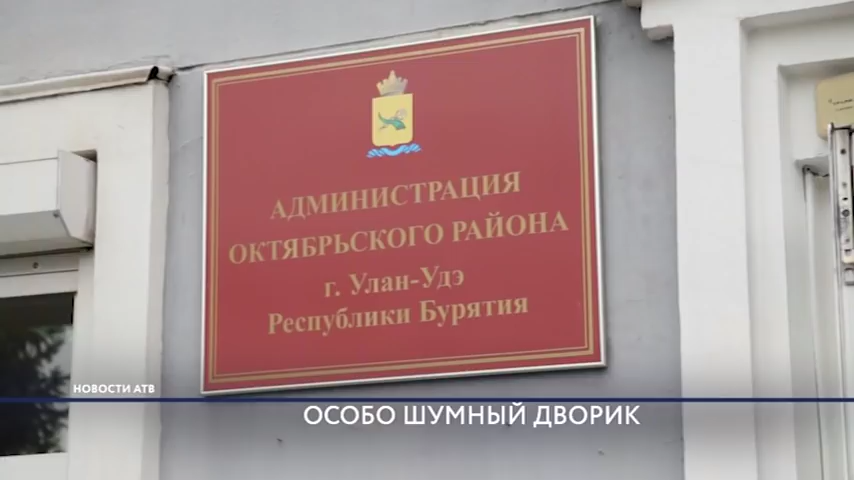 АДМИНИСТРАЦИЯ
ОКТЯБРЬСКОГО РАЙОНА
г. Улан-Удэ
Республики Бурятия
НОВОСТИ АТВ
ОСОБО ШУМНЫЙ ДВОРИК